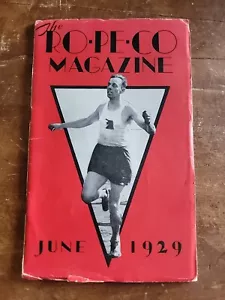 The
RO·PE·CO
MAGAZINE
JUNE 1929